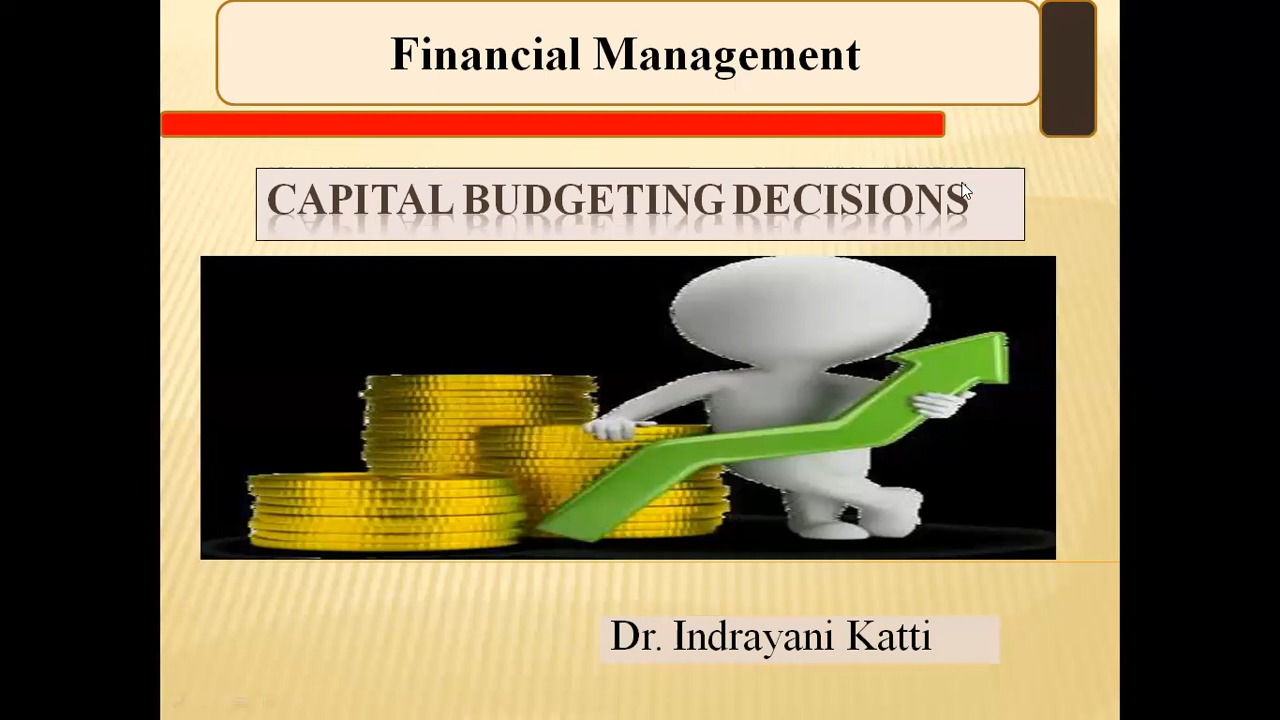 Financial Management
CAPITAL BUDGETING DECISIONS
Dr. Indrayani Katti